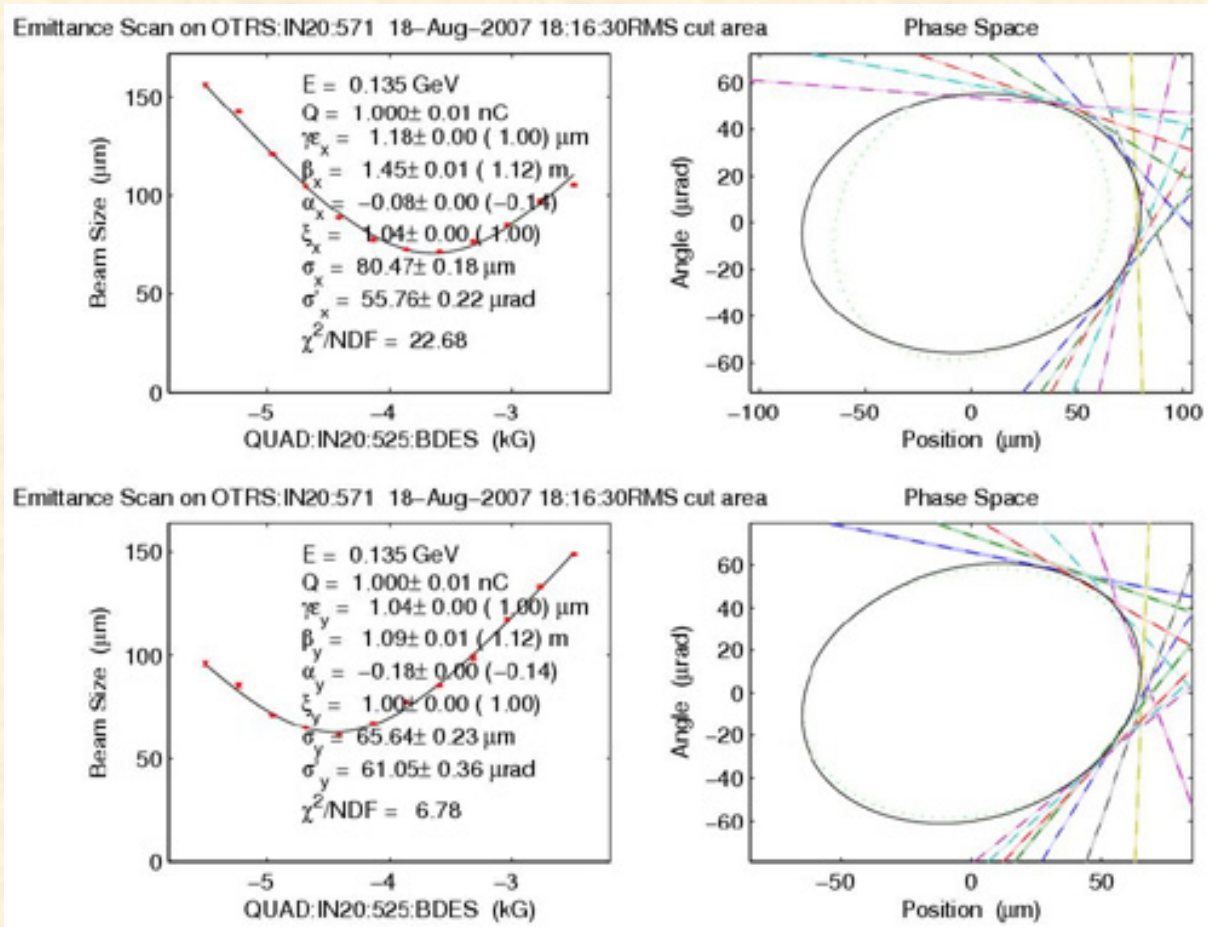 Emittance Scan on OTRS:IN20:571 18–Aug–2007 18:16:30RMS cut area
Phase Space
E = 0.135 GeV
Q = 1.000± 0.01 nC
γε_x = 1.18± 0.00 ( 1.00) μm
β_x = 1.45± 0.01 ( 1.12) m
α_x = −0.08± 0.00 (−0.14)
ξ_x = 1.04± 0.00 ( 1.00)
σ_x = 80.47± 0.18 μm
σ'_x = 55.76± 0.22 μrad
χ²/NDF = 22.68
Beam Size (μm)
150
100
50
0
−5
−4
−3
QUAD:IN20:525:BDES (kG)
Angle (μrad)
60
40
20
0
−20
−40
−60
−100
−50
0
50
100
Position (μm)
Emittance Scan on OTRS:IN20:571 18–Aug–2007 18:16:30RMS cut area
Phase Space
E = 0.135 GeV
Q = 1.000± 0.01 nC
γε_y = 1.04± 0.00 ( 1.00) μm
β_y = 1.09± 0.01 ( 1.12) m
α_y = −0.18± 0.00 (−0.14)
ξ_y = 1.00± 0.00 ( 1.00)
σ_y = 65.64± 0.23 μm
σ'_y = 61.05± 0.36 μrad
χ²/NDF = 6.78
Beam Size (μm)
150
100
50
0
−5
−4
−3
QUAD:IN20:525:BDES (kG)
Angle (μrad)
60
40
20
0
−20
−40
−60
−50
0
50
Position (μm)